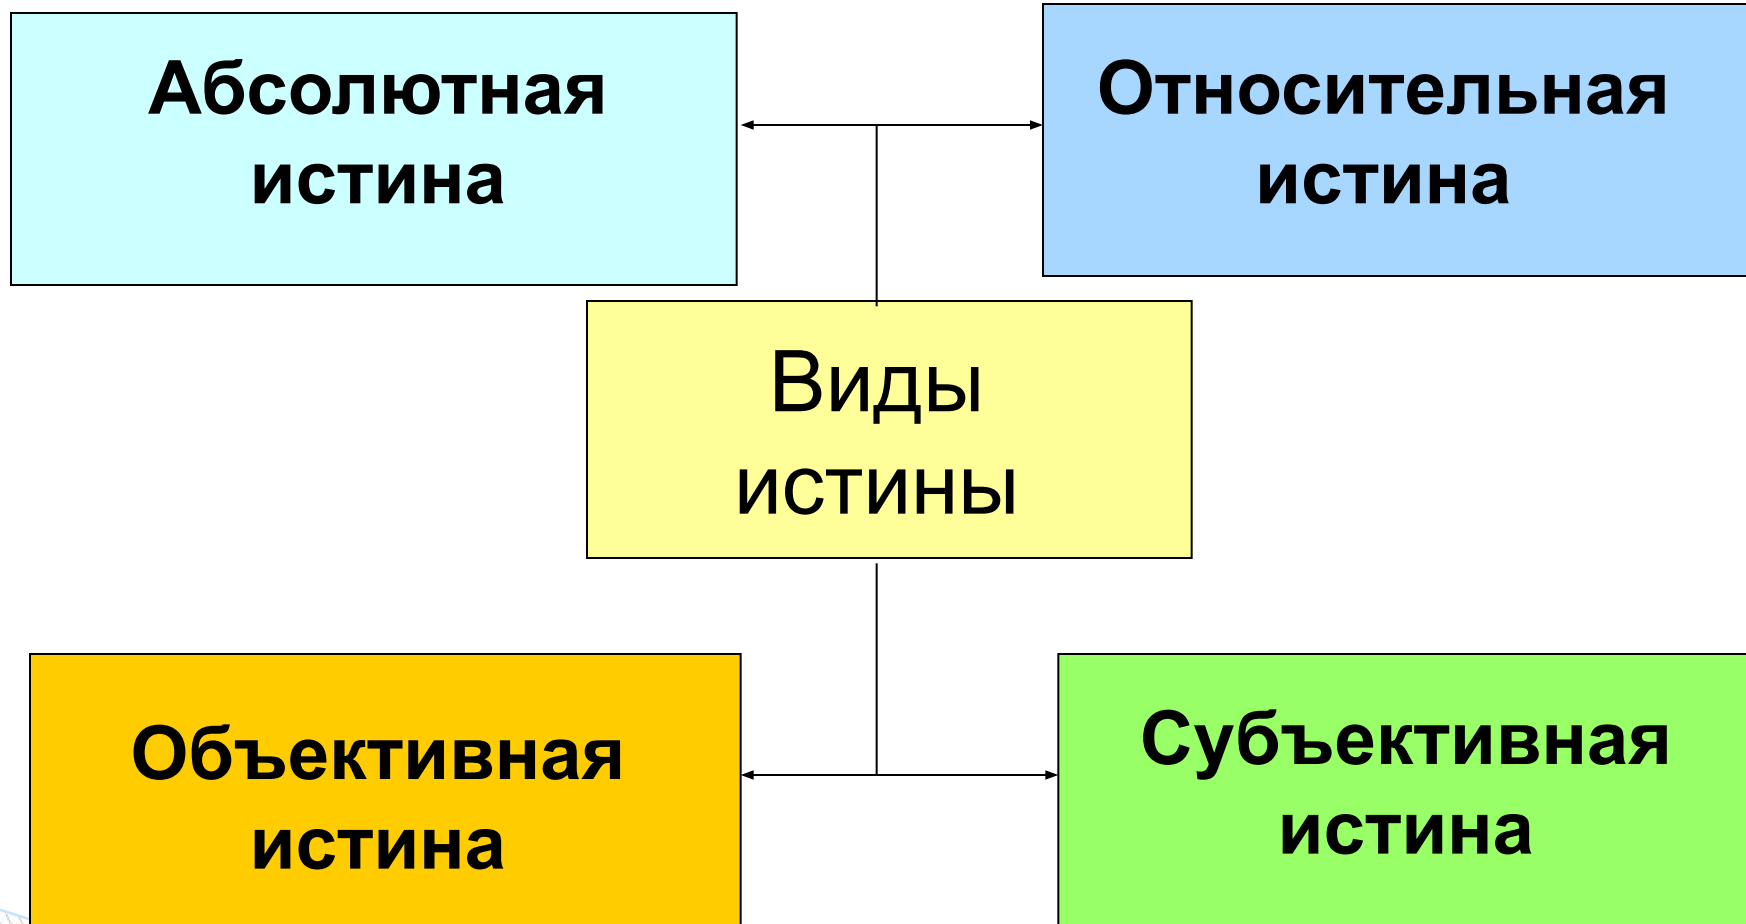 Абсолютная
истина
Относительная
истина
Виды
истины
Объективная
истина
Субъективная
истина